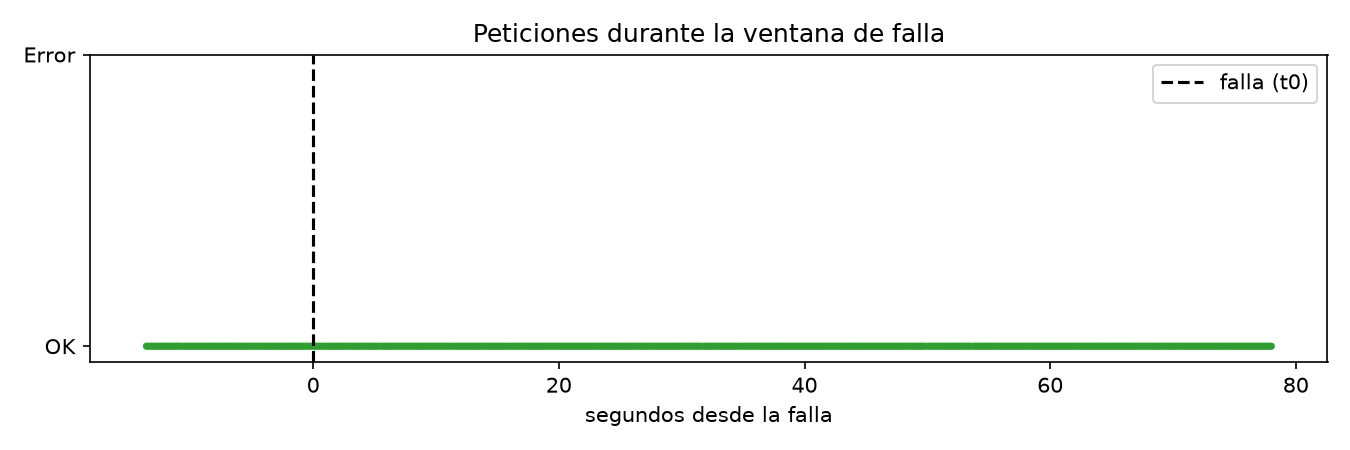 Peticiones durante la ventana de falla
Error
falla (t0)
OK
0 20 40 60 80
segundos desde la falla